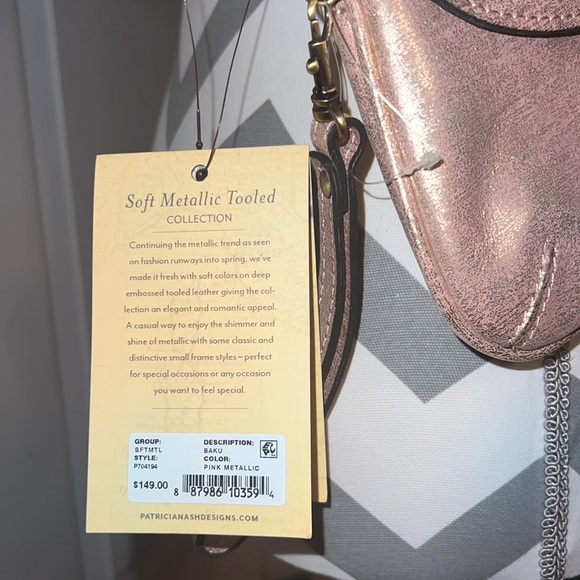 Soft Metallic Tooled
COLLECTION
Continuing the metallic trend as seen
on fashion runways into spring, we've
made it fresh with soft colors on deep
embossed tooled leather giving the col-
lection an elegant and romantic appeal.
A casual way to enjoy the shimmer and
shine of metallic with some classic and
distinctive small frame styles – perfect
for special occasions or any occasion
you want to feel special.
GROUP: DESCRIPTION:
SFTMTL BAKU
STYLE: COLOR:
P704194 PINK METALLIC
$149.00 8 87986 10359 4
PATRICIANASHDESIGNS.COM